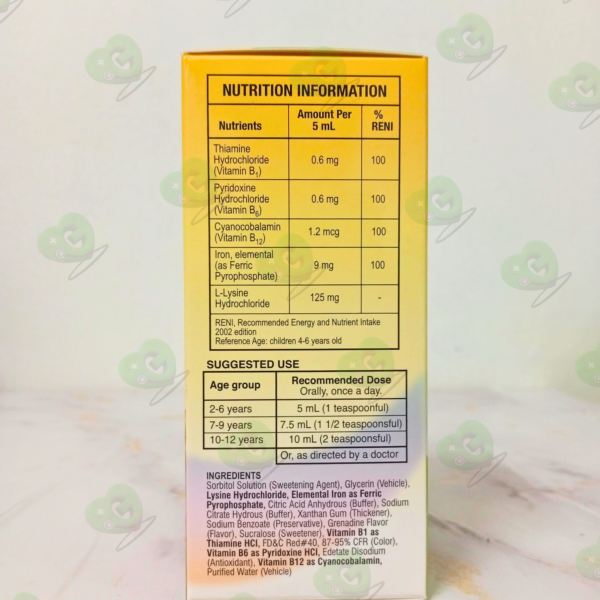 NUTRITION INFORMATION
Nutrients Amount Per 5 mL % RENI
Thiamine Hydrochloride (Vitamin B1) 0.6 mg 100
Pyridoxine Hydrochloride (Vitamin B6) 0.6 mg 100
Cyanocobalamin (Vitamin B12) 1.2 mcg 100
Iron, elemental (as Ferric Pyrophosphate) 9 mg 100
L-Lysine Hydrochloride 125 mg -
RENI, Recommended Energy and Nutrient Intake
2002 edition
Reference Age: children 4-6 years old
SUGGESTED USE
Age group Recommended Dose
Orally, once a day.
2-6 years 5 mL (1 teaspoonful)
7-9 years 7.5 mL (1 1/2 teaspoonsful)
10-12 years 10 mL (2 teaspoonsful)
Or, as directed by a doctor
INGREDIENTS
Sorbitol Solution (Sweetening Agent), Glycerin (Vehicle),
Lysine Hydrochloride, Elemental Iron as Ferric
Pyrophosphate, Citric Acid Anhydrous (Buffer), Sodium
Citrate Hydrous (Buffer), Xanthan Gum (Thickener),
Sodium Benzoate (Preservative), Grenadine Flavor
(Flavor), Sucralose (Sweetener), Vitamin B1 as
Thiamine HCl, FD&C Red#40, 87-95% CFR (Color),
Vitamin B6 as Pyridoxine HCl, Edetate Disodium
(Antioxidant), Vitamin B12 as Cyanocobalamin,
Purified Water (Vehicle)